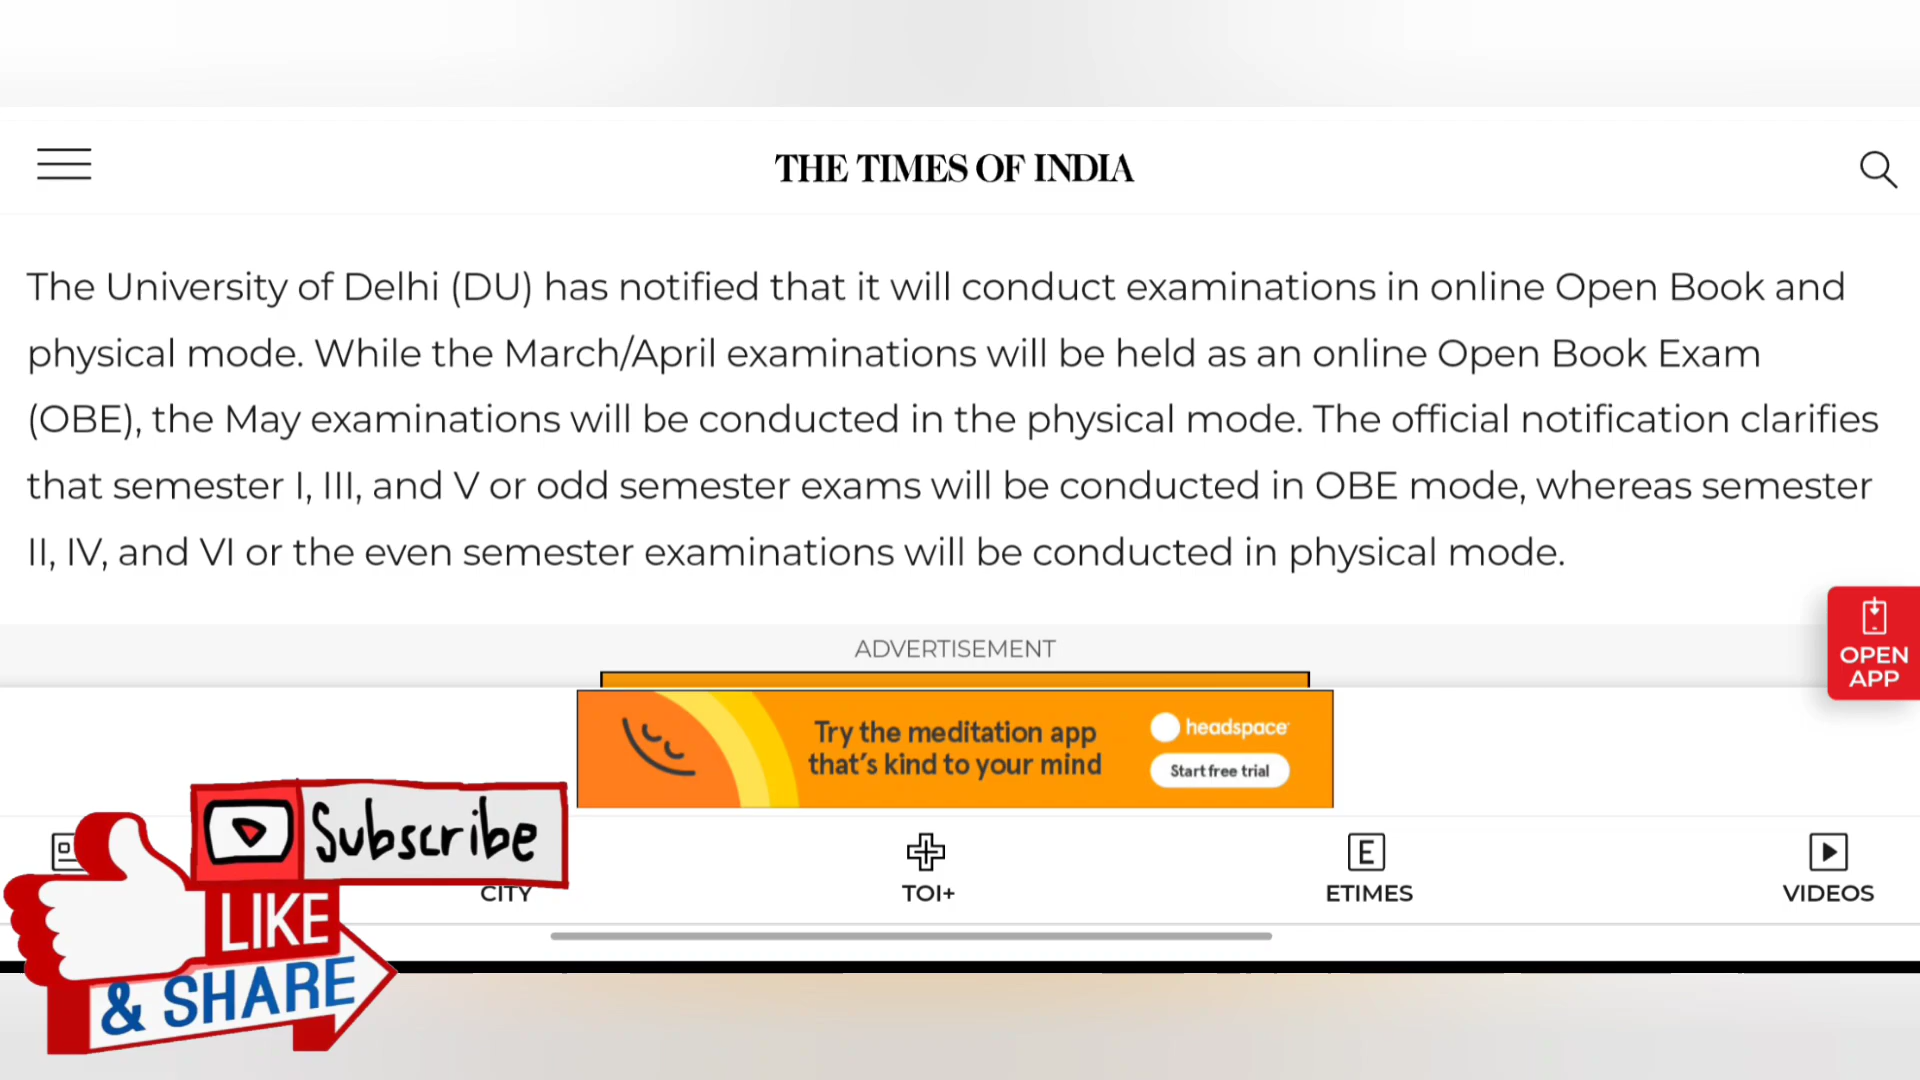 THE TIMES OF INDIA
The University of Delhi (DU) has notified that it will conduct examinations in online Open Book and
physical mode. While the March/April examinations will be held as an online Open Book Exam
(OBE), the May examinations will be conducted in the physical mode. The official notification clarifies
that semester I, III, and V or odd semester exams will be conducted in OBE mode, whereas semester
II, IV, and VI or the even semester examinations will be conducted in physical mode.
OPEN
APP
ADVERTISEMENT
Try the meditation app
that's kind to your mind
headspace
Start free trial
Subscribe
LIKE
& SHARE
CITY
TOI+
E
ETIMES
VIDEOS